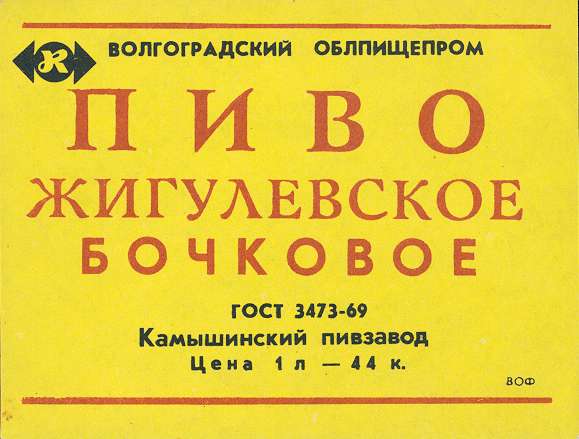 ВОЛГОГРАДСКИЙ ОБЛПИЩЕПРОМ
ПИВО
ЖИГУЛЕВСКОЕ
БОЧКОВОЕ
ГОСТ 3473-69
Камышинский пивзавод
Цена 1 л — 44 к.
ВОФ